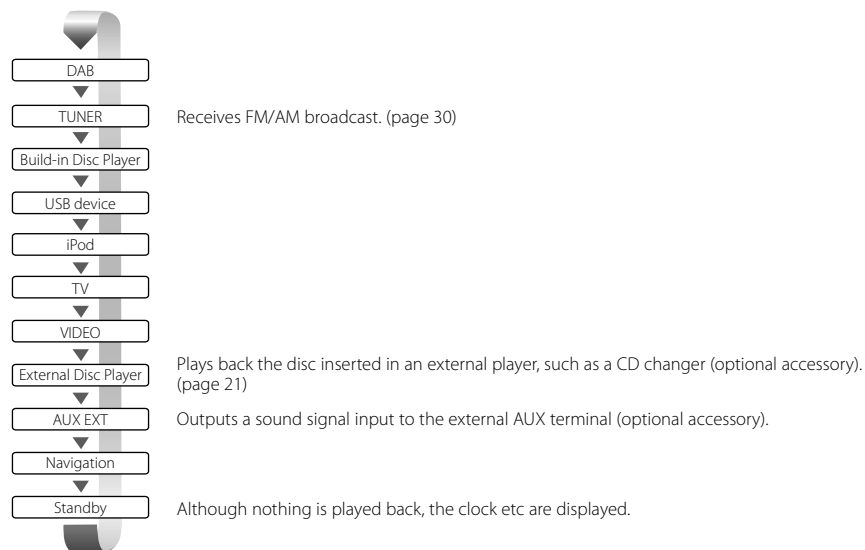 DAB
TUNER
Receives FM/AM broadcast. (page 30)
Build-in Disc Player
USB device
iPod
TV
VIDEO
External Disc Player
Plays back the disc inserted in an external player, such as a CD changer (optional accessory).
(page 21)
AUX EXT
Outputs a sound signal input to the external AUX terminal (optional accessory).
Navigation
Standby
Although nothing is played back, the clock etc are displayed.